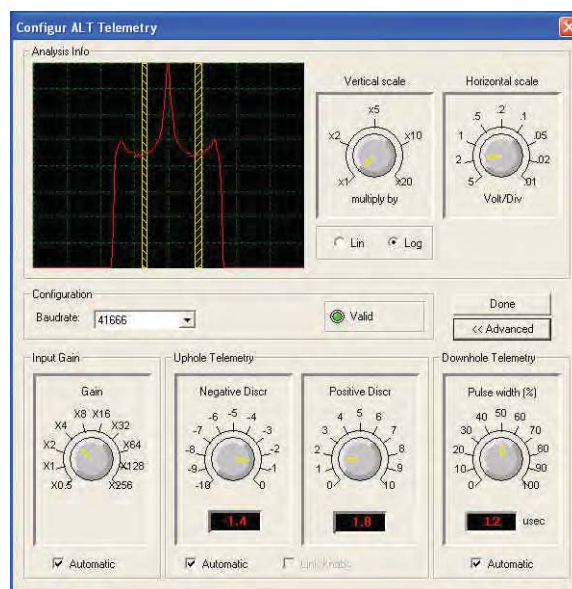 Configur ALT Telemetry
Analysis Info
Vertical scale
x1
x2
x5
x10
x20
multiply by
Lin
Log
Horizontal scale
5
2
1
.5
.2
.1
.05
.02
.01
Volt/Div
Configuration
Baudrate:
41666
Valid
Done
<< Advanced
Input Gain
Gain
X0.5
X1
X2
X4
X8
X16
X32
X64
X128
X256
Automatic
Uphole Telemetry
Negative Discr
-10
-9
-8
-7
-6
-5
-4
-3
-2
-1
0
-1.4
Automatic
Positive Discr
0
1
2
3
4
5
6
7
8
9
10
1.8
Link Knobs
Downhole Telemetry
Pulse width (%)
0
10
20
30
40
50
60
70
80
90
100
12
usec
Automatic